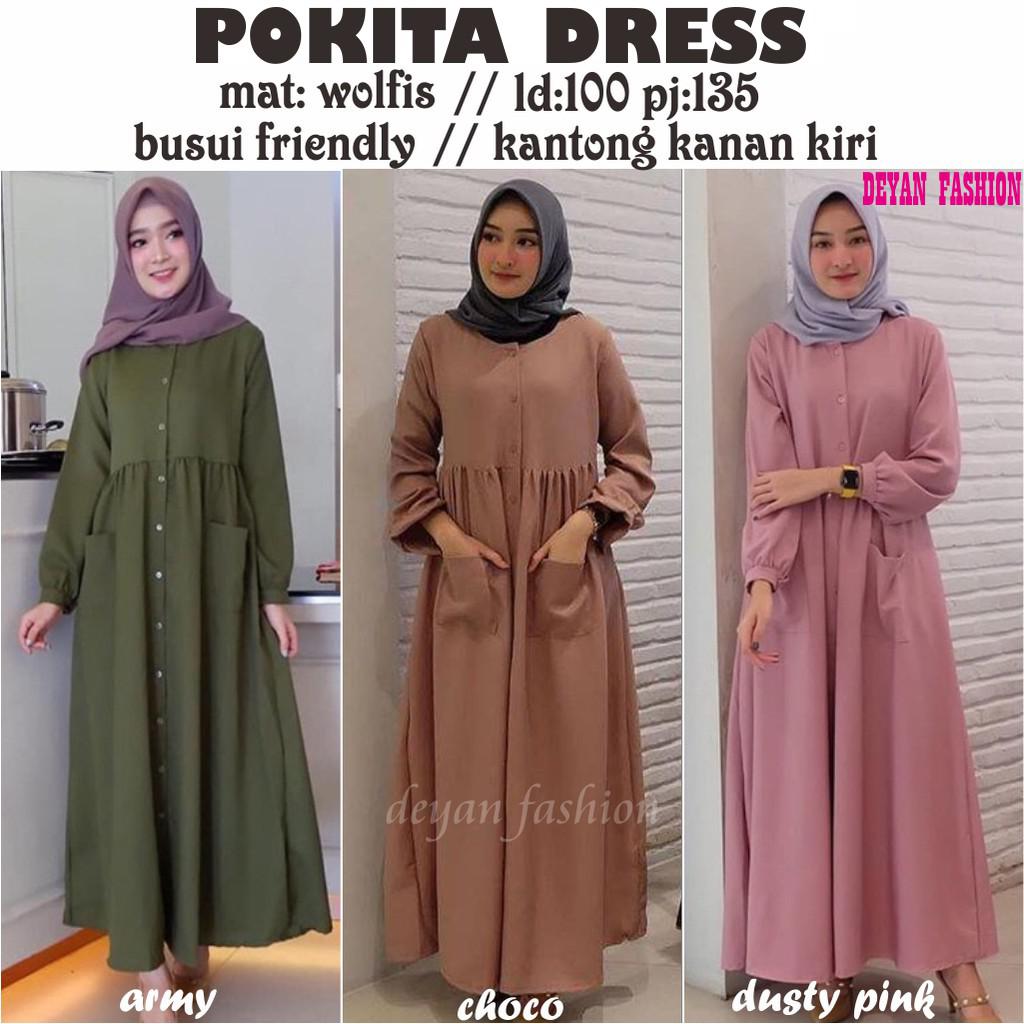 POKITA DRESS
mat: wolfis // ld:100 pj:135
busui friendly // kantong kanan kiri
DEYAN FASHION
deyan fashion
army
choco
dusty pink